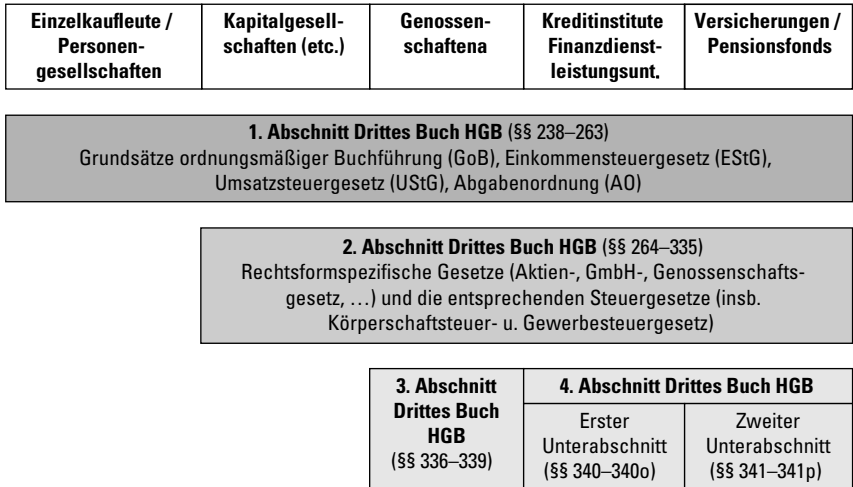 Einzelkaufleute /
Personen-
gesellschaften
Kapitalgesell-
schaften (etc.)
Genossen-
schaftena
Kreditinstitute
Finanzdienst-
leistungsunt.
Versicherungen /
Pensionsfonds
1. Abschnitt Drittes Buch HGB (§§ 238–263)
Grundsätze ordnungsmäßiger Buchführung (GoB), Einkommensteuergesetz (EStG),
Umsatzsteuergesetz (UStG), Abgabenordnung (AO)
2. Abschnitt Drittes Buch HGB (§§ 264–335)
Rechtsformspezifische Gesetze (Aktien-, GmbH-, Genossenschafts-
gesetz, …) und die entsprechenden Steuergesetze (insb.
Körperschaftsteuer- u. Gewerbesteuergesetz)
3. Abschnitt
Drittes Buch
HGB
(§§ 336–339)
4. Abschnitt Drittes Buch HGB
Erster
Unterabschnitt
(§§ 340–340o)
Zweiter
Unterabschnitt
(§§ 341–341p)